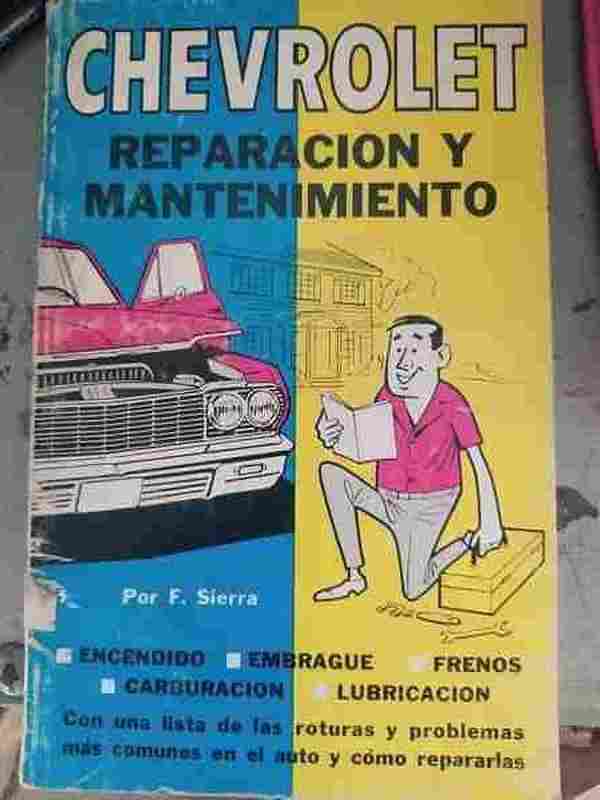 CHEVROLET
REPARACION Y
MANTENIMIENTO
Por F. Sierra
ENCENDIDO EMBRAGUE FRENOS
CARBURACION LUBRICACION
Con una lista de las roturas y problemas
más comunes en el auto y cómo repararlas